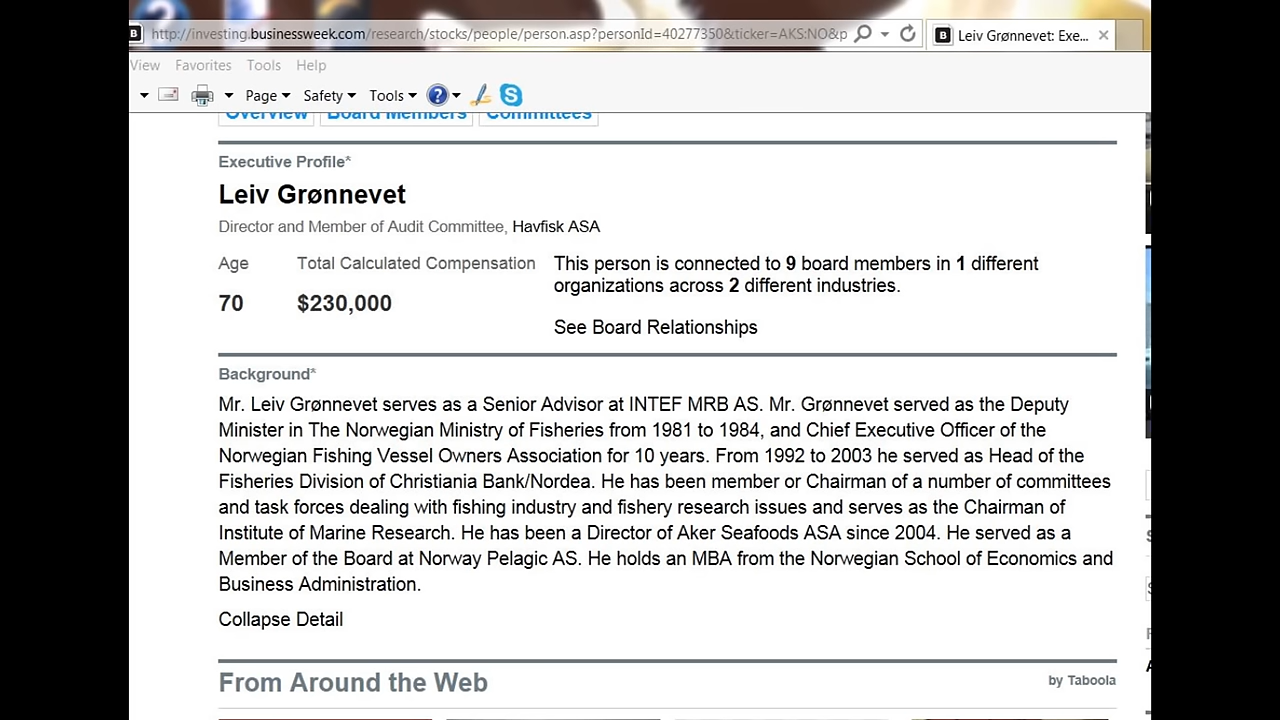 http://investing.businessweek.com/research/stocks/people/person.asp?personId=40277350&ticker=AKS:NO&p
Leiv Grønnevet: Exe...
View Favorites Tools Help
Page Safety Tools
Overview Board Members Committees
Executive Profile*
Leiv Grønnevet
Director and Member of Audit Committee, Havfisk ASA
Age Total Calculated Compensation This person is connected to 9 board members in 1 different
organizations across 2 different industries.
70 $230,000
See Board Relationships
Background*
Mr. Leiv Grønnevet serves as a Senior Advisor at INTEF MRB AS. Mr. Grønnevet served as the Deputy
Minister in The Norwegian Ministry of Fisheries from 1981 to 1984, and Chief Executive Officer of the
Norwegian Fishing Vessel Owners Association for 10 years. From 1992 to 2003 he served as Head of the
Fisheries Division of Christiania Bank/Nordea. He has been member or Chairman of a number of committees
and task forces dealing with fishing industry and fishery research issues and serves as the Chairman of
Institute of Marine Research. He has been a Director of Aker Seafoods ASA since 2004. He served as a
Member of the Board at Norway Pelagic AS. He holds an MBA from the Norwegian School of Economics and
Business Administration.
Collapse Detail
From Around the Web
by Taboola